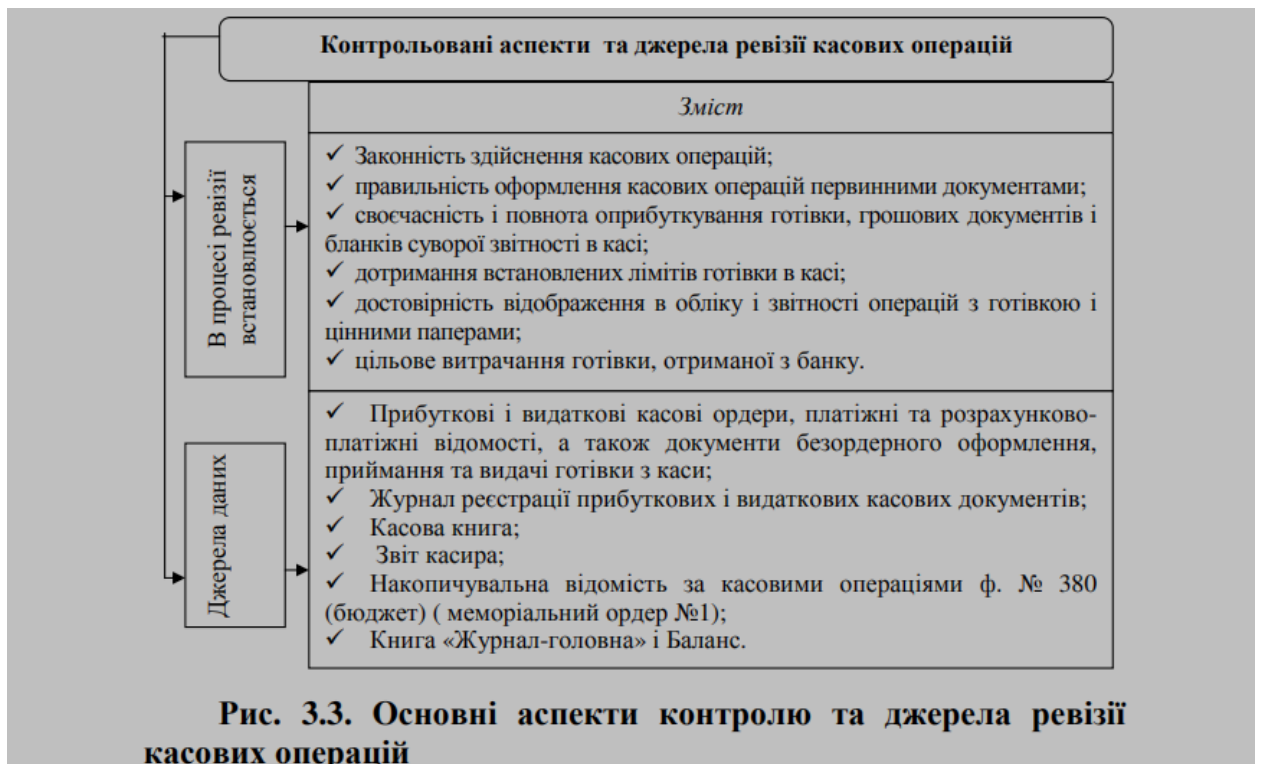 Контрольовані аспекти та джерела ревізії касових операцій
Зміст
В процесі ревізії
встановлюється
✓ Законність здійснення касових операцій;
✓ правильність оформлення касових операцій первинними документами;
✓ своєчасність і повнота оприбуткування готівки, грошових документів і
бланків суворої звітності в касі;
✓ дотримання встановлених лімітів готівки в касі;
✓ достовірність відображення в обліку і звітності операцій з готівкою і
цінними паперами;
✓ цільове витрачання готівки, отриманої з банку.
Джерела даних
✓ Прибуткові і видаткові касові ордери, платіжні та розрахунково-
платіжні відомості, а також документи безордерного оформлення,
приймання та видачі готівки з каси;
✓ Журнал реєстрації прибуткових і видаткових касових документів;
✓ Касова книга;
✓ Звіт касира;
✓ Накопичувальна відомість за касовими операціями ф. № 380
(бюджет) ( меморіальний ордер №1);
✓ Книга «Журнал-головна» і Баланс.
Рис. 3.3. Основні аспекти контролю та джерела ревізії
касових операцій